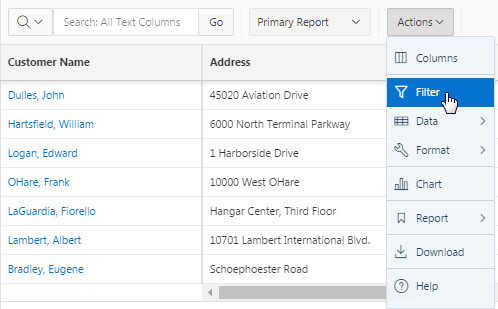 Search: All Text Columns Go Primary Report Actions
Customer Name Address
Dulles, John 45020 Aviation Drive
Hartsfield, William 6000 North Terminal Parkway
Logan, Edward 1 Harborside Drive
OHare, Frank 10000 West OHare
LaGuardia, Fiorello Hangar Center, Third Floor
Lambert, Albert 10701 Lambert International Blvd.
Bradley, Eugene Schoephoester Road
Columns
Filter
Data
Format
Chart
Report
Download
Help